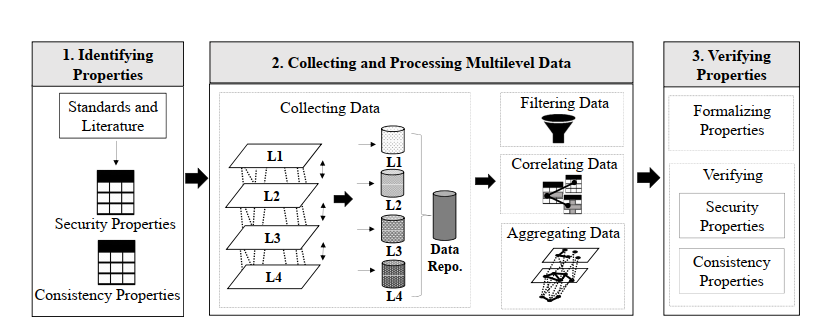 1. Identifying
Properties
Standards and
Literature
Security Properties
Consistency Properties
2. Collecting and Processing Multilevel Data
Collecting Data
L1
L2
L3
L4
L1
L2
L3
L4
Data
Repo.
Filtering Data
Correlating Data
Aggregating Data
3. Verifying
Properties
Formalizing
Properties
Verifying
Security
Properties
Consistency
Properties